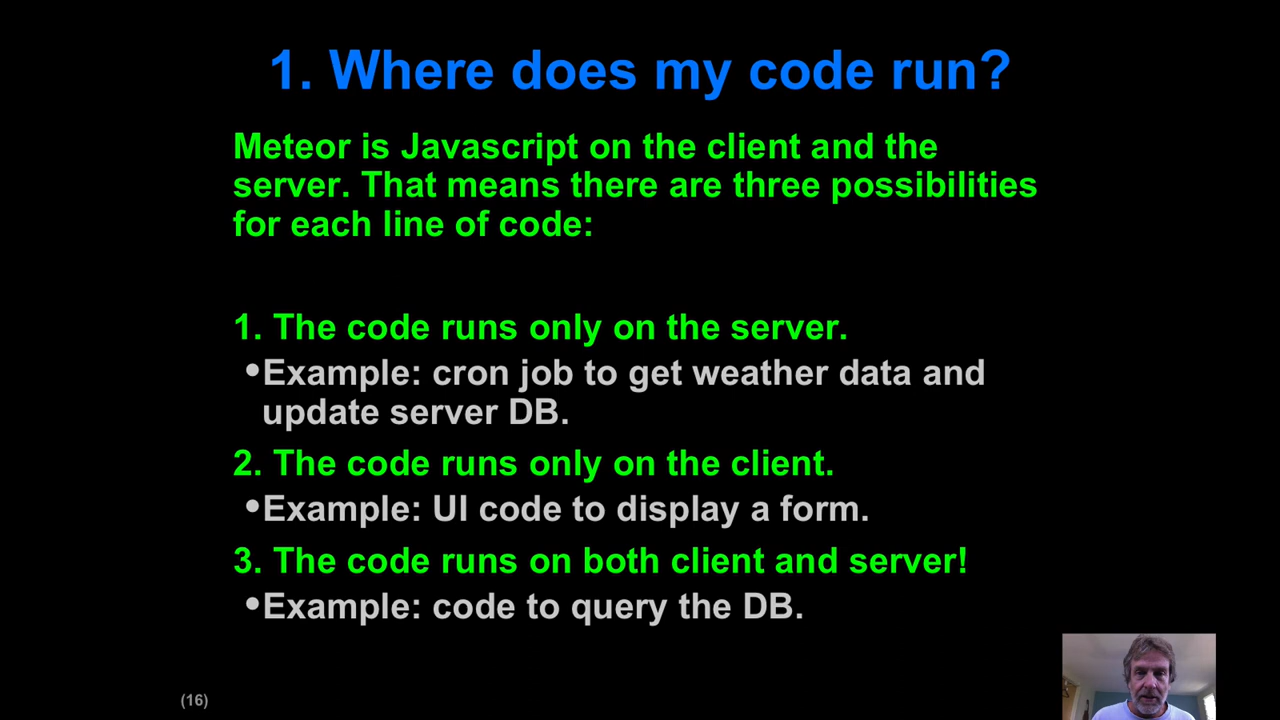 1. Where does my code run?
Meteor is Javascript on the client and the
server. That means there are three possibilities
for each line of code:
1. The code runs only on the server.
•Example: cron job to get weather data and
update server DB.
2. The code runs only on the client.
•Example: UI code to display a form.
3. The code runs on both client and server!
•Example: code to query the DB.
(16)